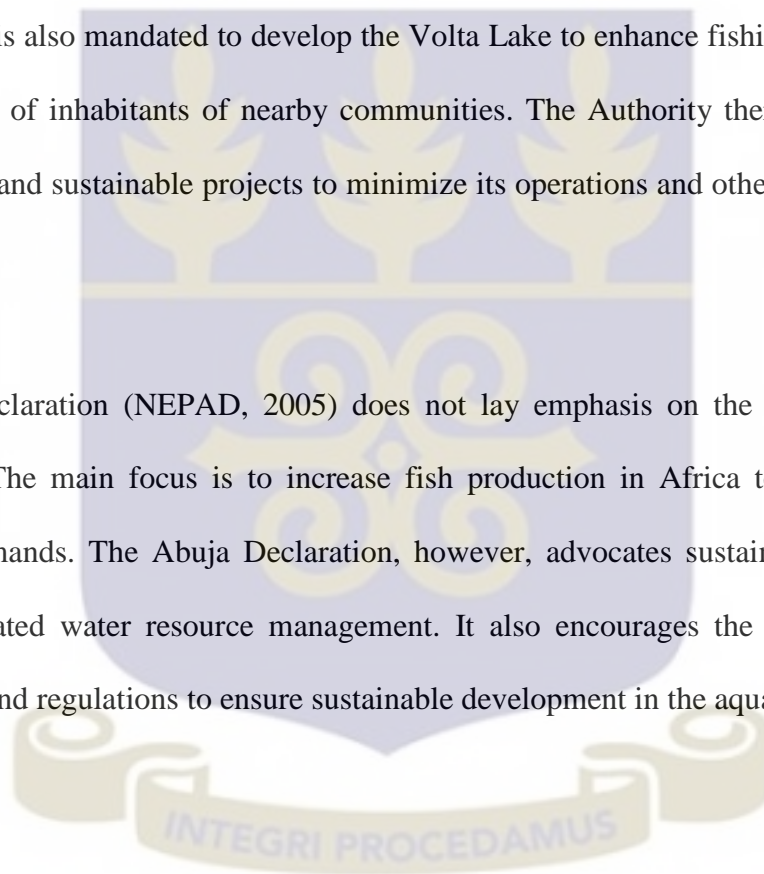 is also mandated to develop the Volta Lake to enhance fishi
of inhabitants of nearby communities. The Authority the
and sustainable projects to minimize its operations and othe
claration (NEPAD, 2005) does not lay emphasis on the
The main focus is to increase fish production in Africa t
ands. The Abuja Declaration, however, advocates sustai
ated water resource management. It also encourages the
nd regulations to ensure sustainable development in the aqua
INTEGRI PROCEDAMUS